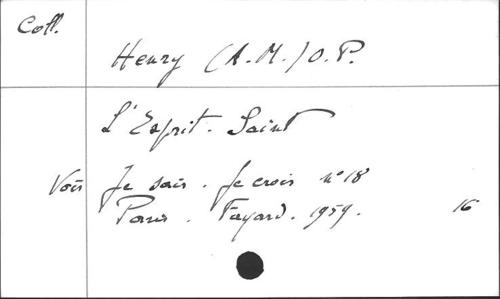 Coll.
Henry (A.M.) O.P.
L'Esprit-Saint
Voir Je sais. Je crois n° 18
Paris. Fayard. 1959. 16